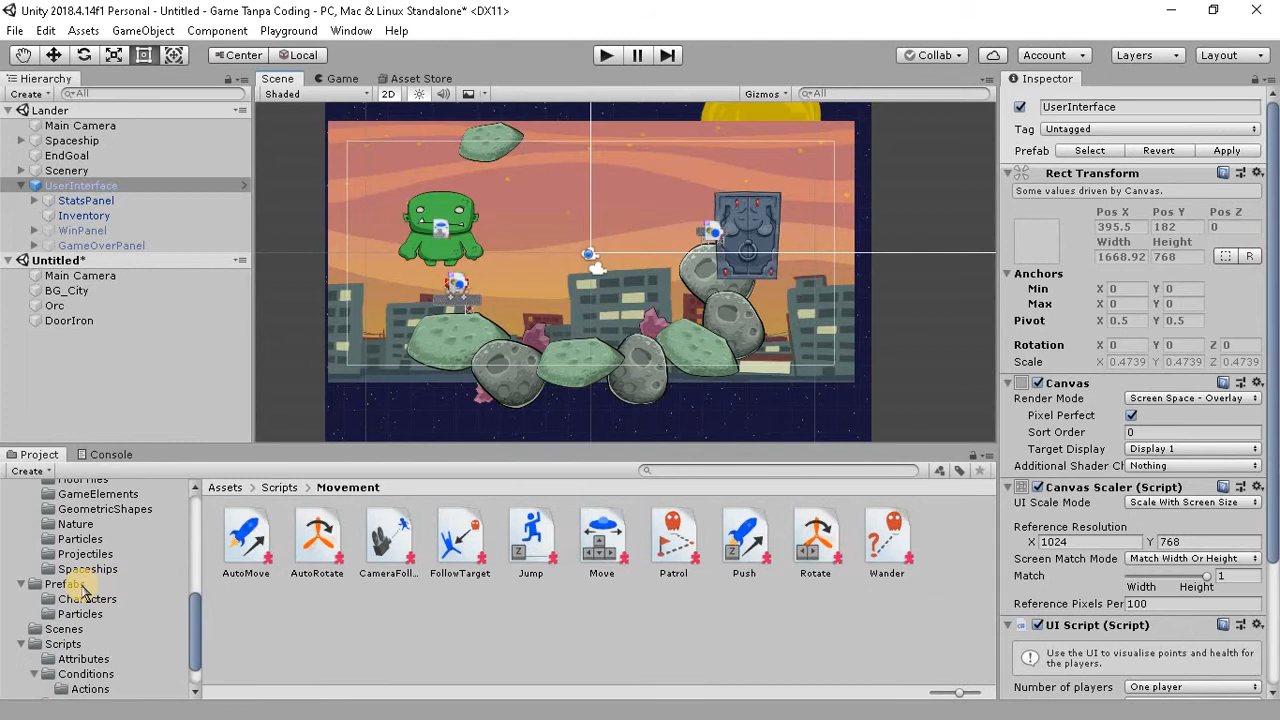 Unity 2018.4.14f1 Personal - Untitled - Game Tanpa Coding - PC, Mac & Linux Standalone* <DX11>
File Edit Assets GameObject Component Playground Window Help
Center Local Collab Account Layers Layout
Hierarchy
Create All
Lander
Main Camera
Spaceship
EndGoal
Scenery
UserInterface
StatsPanel
Inventory
WinPanel
GameOverPanel
Untitled*
Main Camera
BG_City
Orc
DoorIron
Scene Game Asset Store
Shaded 2D Gizmos All
Inspector
UserInterface
Tag Untagged
Prefab Select Revert Apply
Rect Transform
Some values driven by Canvas.
Pos X Pos Y Pos Z
395.5 182 0
Width Height
1668.92 768 R
Anchors
Min X 0 Y 0
Max X 0 Y 0
Pivot X 0.5 Y 0.5
Rotation X 0 Y 0 Z 0
Scale X 0.4739 Y 0.4739 Z 0.4739
Canvas
Render Mode Screen Space - Overlay
Pixel Perfect
Sort Order 0
Target Display Display 1
Additional Shader Ch Nothing
Canvas Scaler (Script)
UI Scale Mode Scale With Screen Size
Reference Resolution
X 1024 Y 768
Screen Match Mode Match Width Or Height
Match 1
Width Height
Reference Pixels Per 100
UI Script (Script)
Use the UI to visualise points and health for
the players.
Number of players One player
Project Console
Create
GameElements
GeometricShapes
Nature
Particles
Projectiles
Spaceships
Prefabs
Characters
Particles
Scenes
Scripts
Attributes
Conditions
Actions
Assets Scripts Movement
AutoMove AutoRotate CameraFoll... FollowTarget Jump Move Patrol Push Rotate Wander